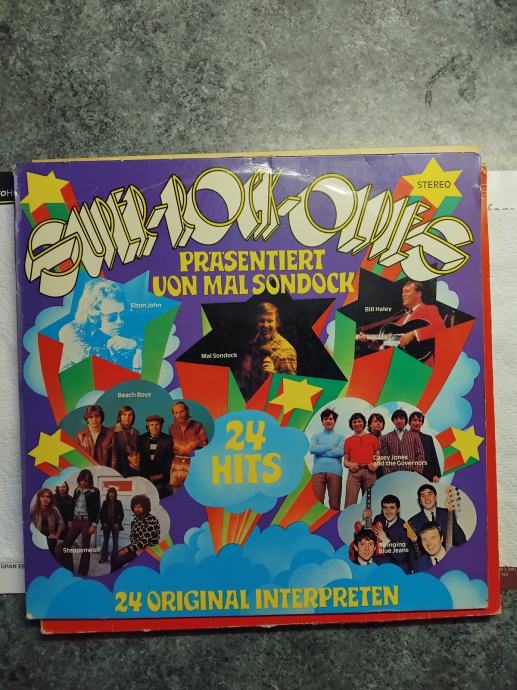 STEREO
SUPER-ROCK-OLDIES
PRÄSENTIERT
VON MAL SONDOCK
Elton John
Bill Haley
Mal Sondock
Beach Boys
24
HITS
Casey Jones
and the Governors
Steppenwolf
Swinging
Blue Jeans
24 ORIGINAL INTERPRETEN
GRAN